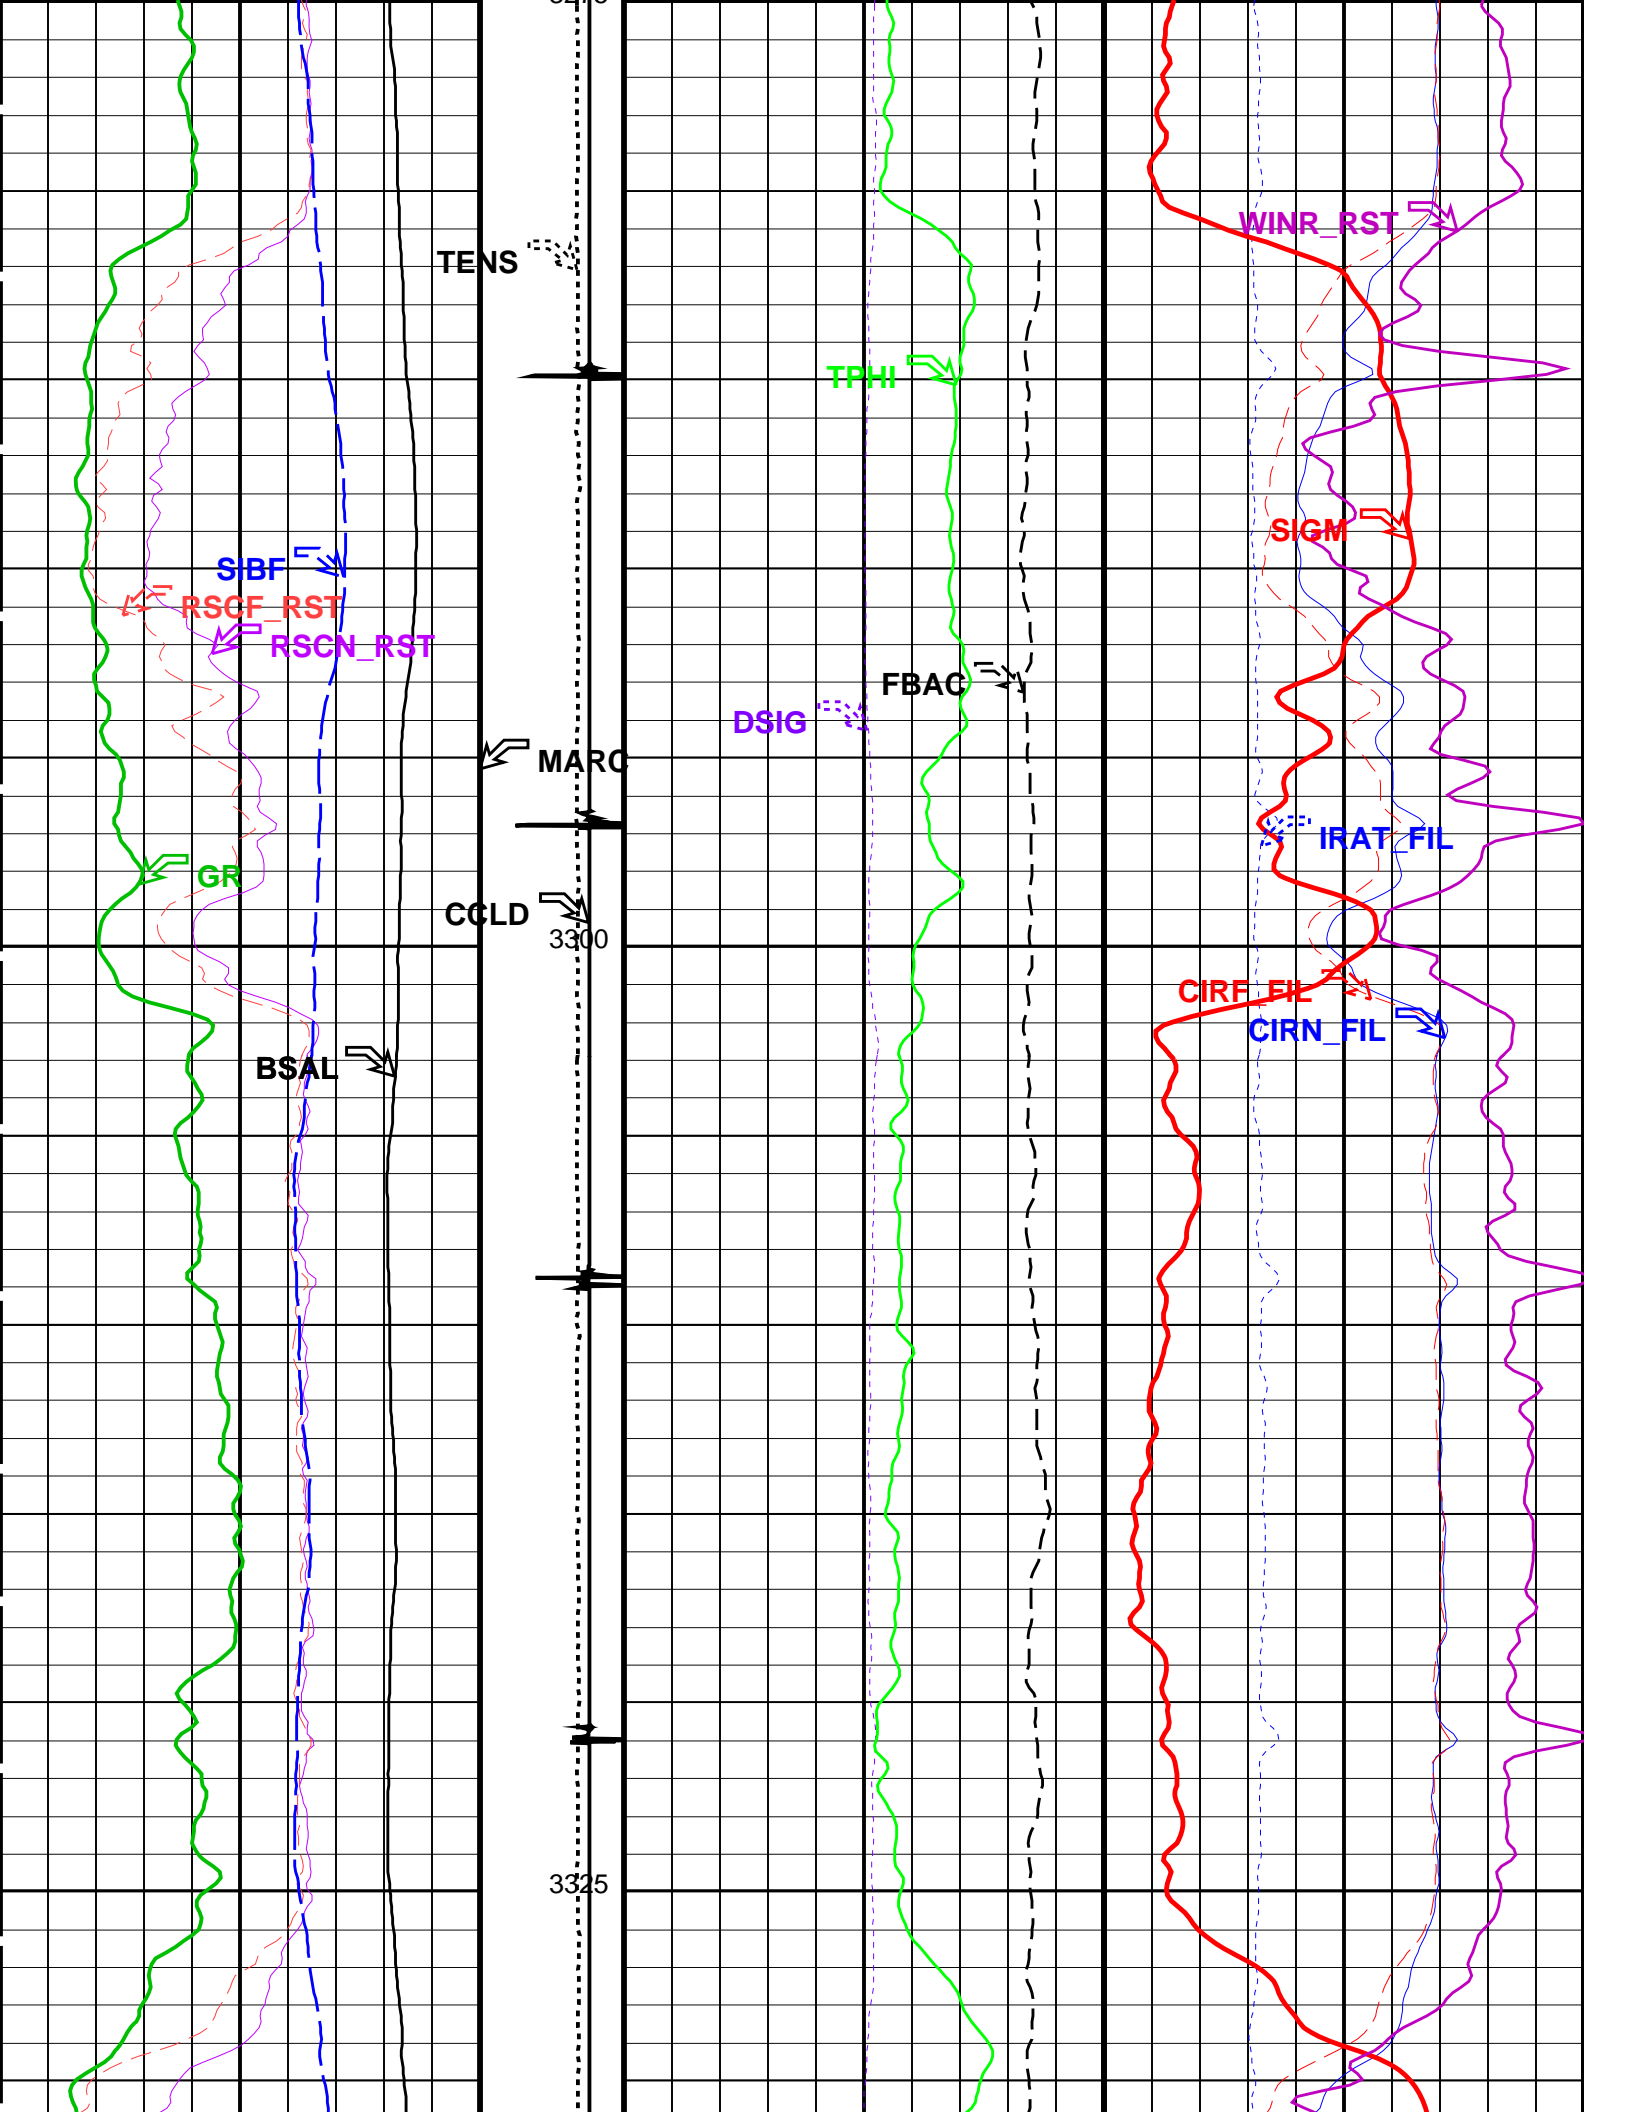 WINR_RST
TENS
TPHI
SIGM
SIBF
RSCF_RST
RSCN_RST
FBAC
DSIG
MARC
IRAT_FIL
GR
CCLD
3300
CIRF_FIL
CIRN_FIL
BSAL
3325